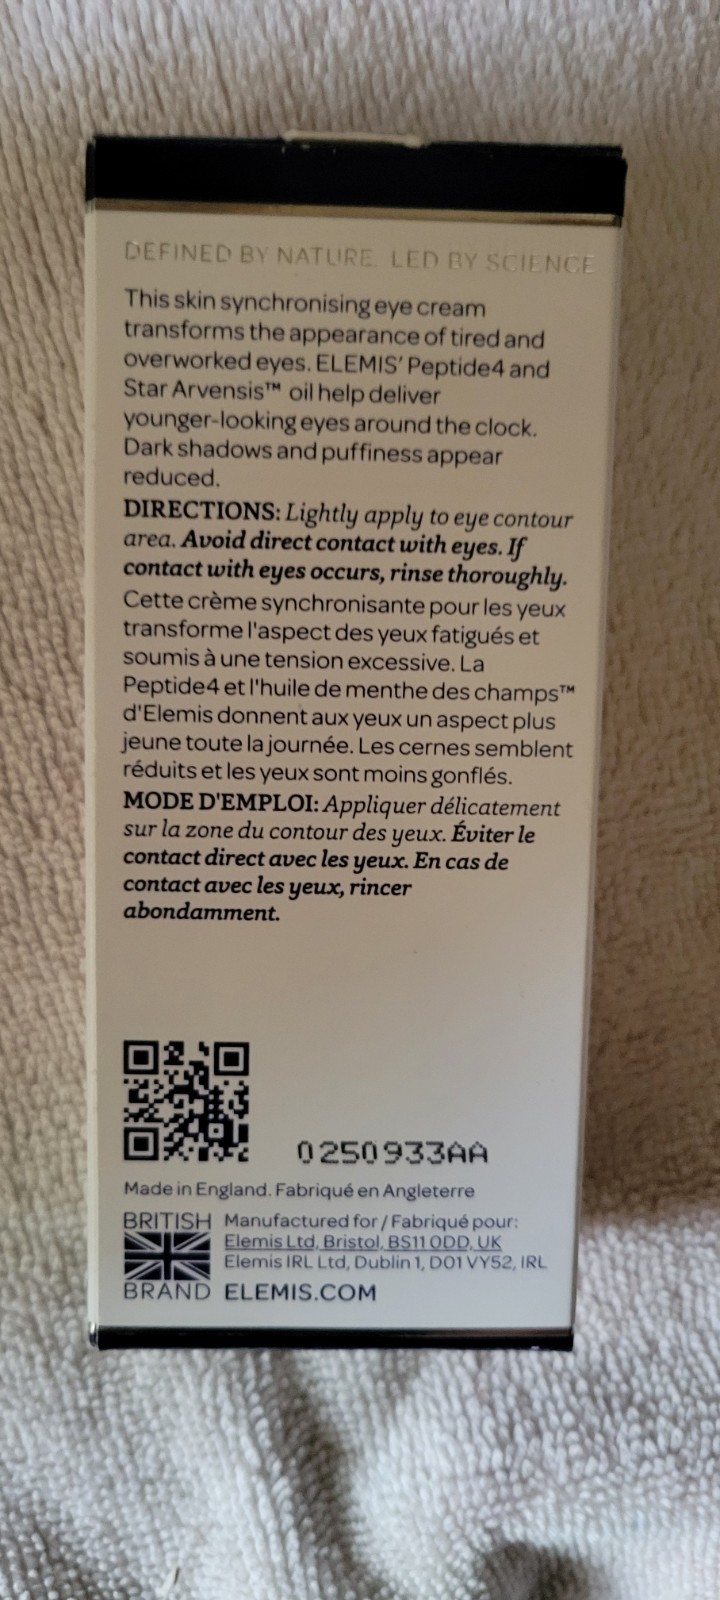 DEFINED BY NATURE. LED BY SCIENCE
This skin synchronising eye cream
transforms the appearance of tired and
overworked eyes. ELEMIS' Peptide4 and
Star Arvensis™ oil help deliver
younger-looking eyes around the clock.
Dark shadows and puffiness appear
reduced.
DIRECTIONS: Lightly apply to eye contour
area. Avoid direct contact with eyes. If
contact with eyes occurs, rinse thoroughly.
Cette crème synchronisante pour les yeux
transforme l'aspect des yeux fatigués et
soumis à une tension excessive. La
Peptide4 et l'huile de menthe des champs™
d'Elemis donnent aux yeux un aspect plus
jeune toute la journée. Les cernes semblent
réduits et les yeux sont moins gonflés.
MODE D'EMPLOI: Appliquer délicatement
sur la zone du contour des yeux. Éviter le
contact direct avec les yeux. En cas de
contact avec les yeux, rincer
abondamment.
0250933AA
Made in England. Fabriqué en Angleterre
BRITISH
BRAND
Manufactured for / Fabriqué pour:
Elemis Ltd, Bristol, BS11 0DD, UK
Elemis IRL Ltd, Dublin 1, D01 VY52, IRL
ELEMIS.COM